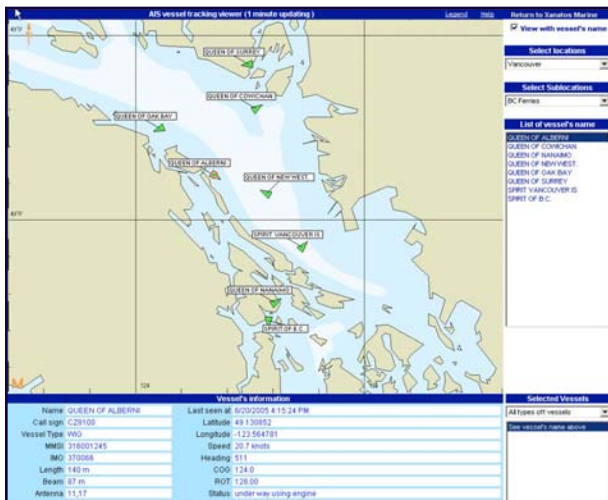 AIS vessel tracking viewer (1 minute updating )
Legend
Help
Return to Xanatos Marine
View with vessel's name
Select locations
Vancouver
Select Sublocations
BC Ferries
List of vessel's name
QUEEN OF ALBERNI
QUEEN OF COWICHAN
QUEEN OF NANAIMO
QUEEN OF NEW WEST.
QUEEN OF OAK BAY
QUEEN OF SURREY
SPIRIT VANCOUVER IS
SPIRIT OF B.C.
QUEEN OF SURREY
QUEEN OF COWICHAN
QUEEN OF OAK BAY
QUEEN OF ALBERNI
QUEEN OF NEW WEST.
SPIRIT VANCOUVER IS
QUEEN OF NANAIMO
SPIRIT OF B.C.
124
Vessel's information
Name QUEEN OF ALBERNI
Call sign CZ9100
Vessel Type WIG
MMSI 316001245
IMO 370066
Length 140 m
Beam 87 m
Antenna 11,17
Last seen at 6/20/2005 4:15:24 PM
Latitude 49.130852
Longitude -123.564781
Speed 20.7 knots
Heading 511
COG 124.0
ROT 128.00
Status under way using engine
Selected Vessels
All types off vessels
See vessel's name above